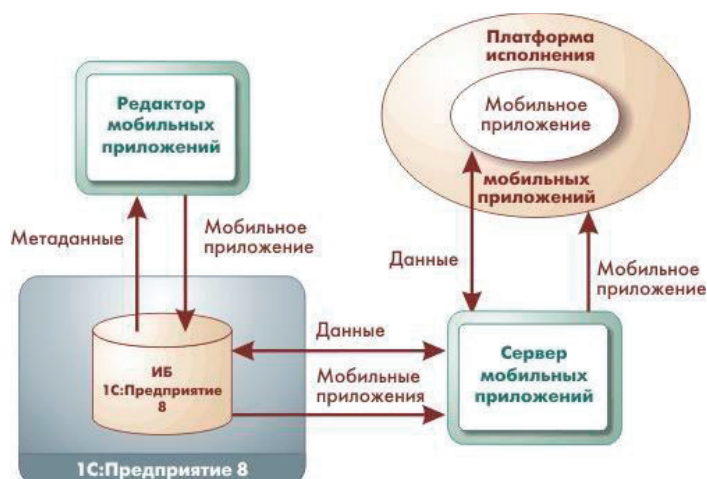 Платформа
исполнения
Мобильное
приложение
мобильных
приложений
Редактор
мобильных
приложений
Метаданные
Мобильное
приложение
Данные
Мобильное
приложение
ИБ
1С:Предприятие
8
Данные
Мобильные
приложения
Сервер
мобильных
приложений
1С:Предприятие 8